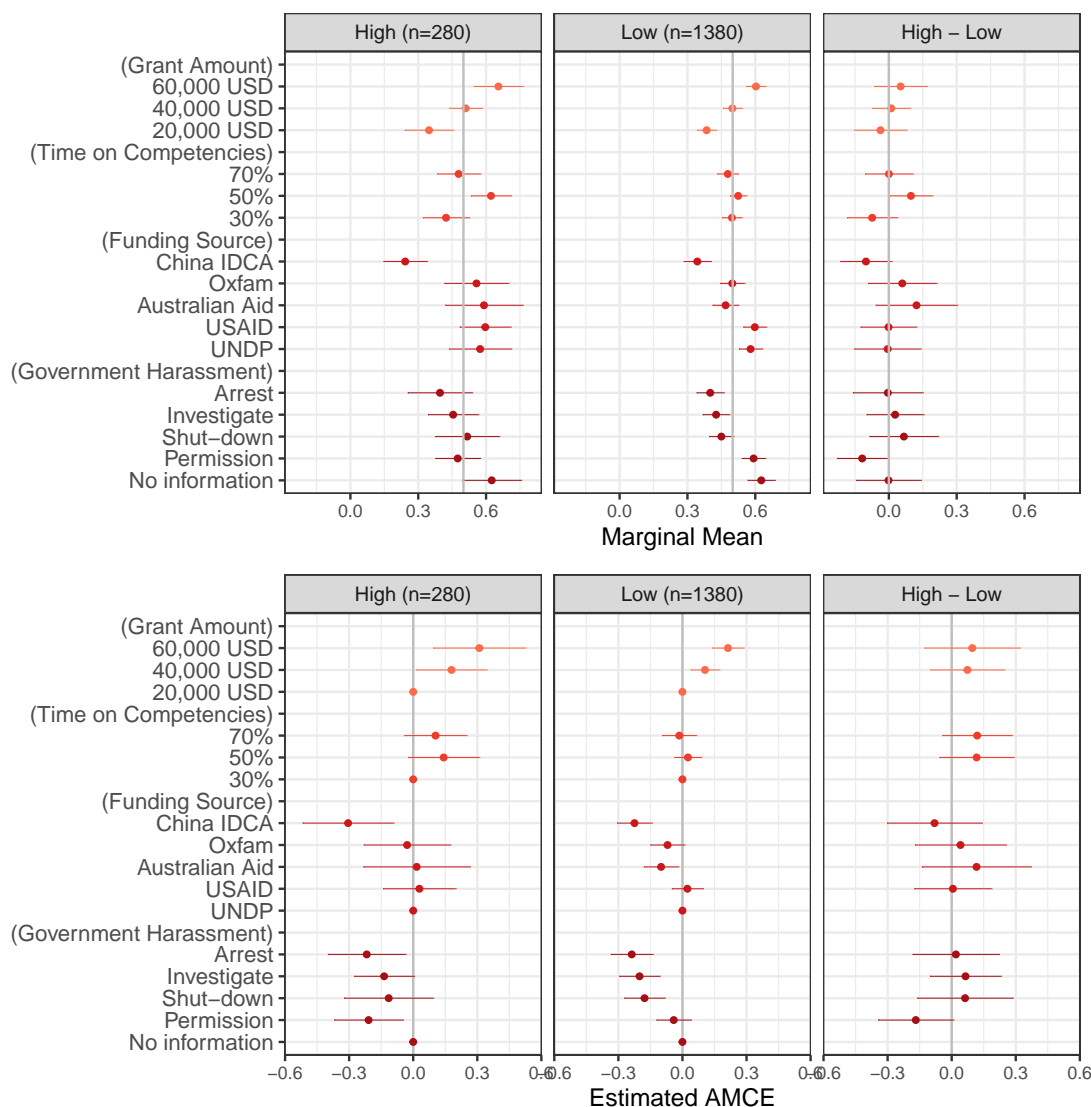 High (n=280) Low (n=1380) High − Low
(Grant Amount)
60,000 USD
40,000 USD
20,000 USD
(Time on Competencies)
70%
50%
30%
(Funding Source)
China IDCA
Oxfam
Australian Aid
USAID
UNDP
(Government Harassment)
Arrest
Investigate
Shut−down
Permission
No information
0.0 0.3 0.6 0.0 0.3 0.6 0.0 0.3 0.6
Marginal Mean
High (n=280) Low (n=1380) High − Low
(Grant Amount)
60,000 USD
40,000 USD
20,000 USD
(Time on Competencies)
70%
50%
30%
(Funding Source)
China IDCA
Oxfam
Australian Aid
USAID
UNDP
(Government Harassment)
Arrest
Investigate
Shut−down
Permission
No information
−0.6 −0.3 0.0 0.3 0.6 −0.6 −0.3 0.0 0.3 0.6 −0.6 −0.3 0.0 0.3 0.6
Estimated AMCE